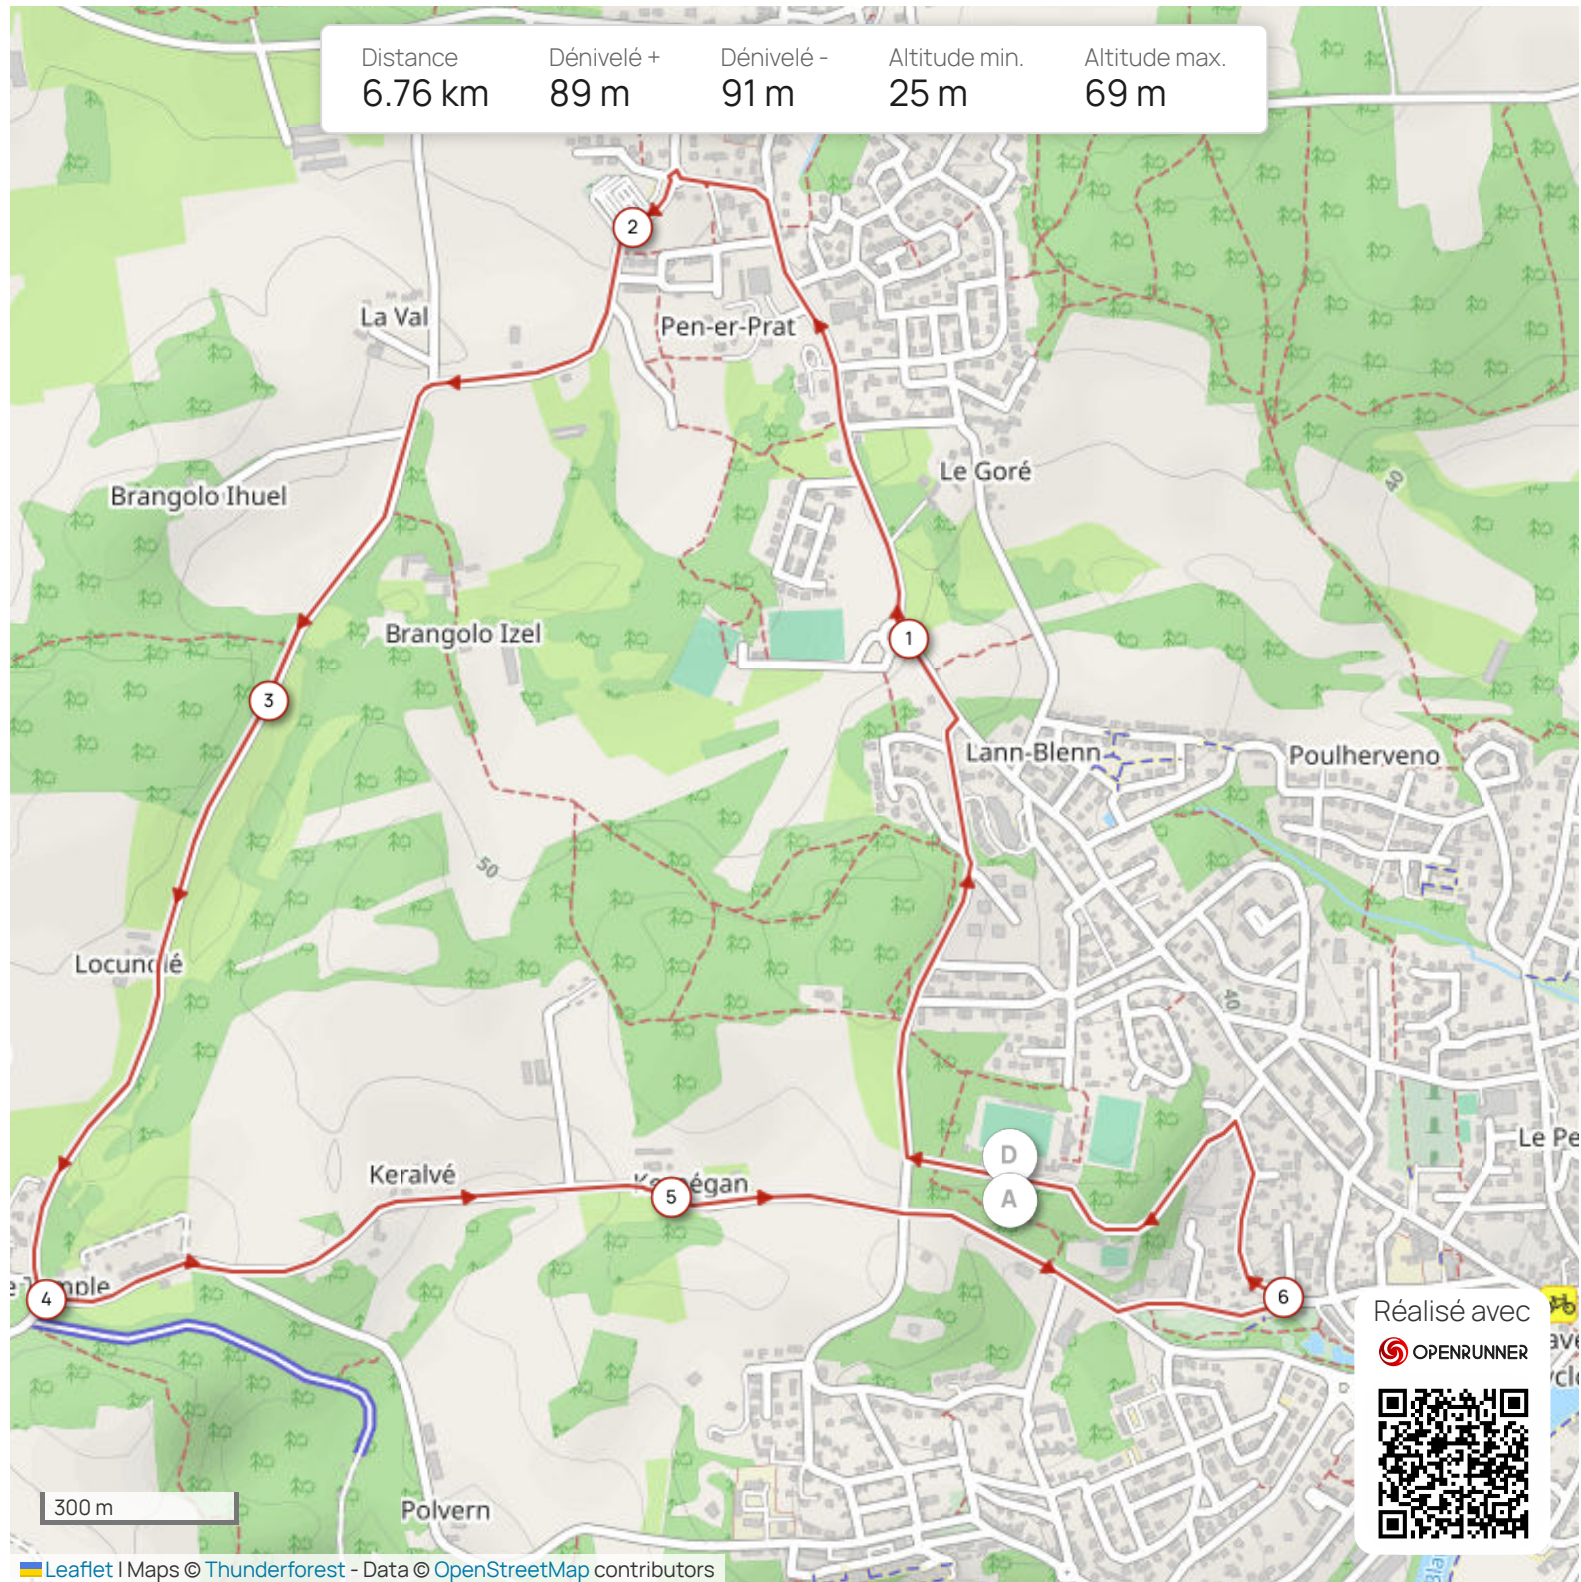 Distance
6.76 km
Dénivelé +
89 m
Dénivelé -
91 m
Altitude min.
25 m
Altitude max.
69 m
2
La Val
Pen-er-Prat
Le Goré
40
Brangolo Ihuel
Brangolo Izel
1
3
Lann-Blenn
Poulherveno
50
Locunolé
40
Le Pe
D
Keralvé
5
A
4
6
Réalisé avec
OPENRUNNER
300 m
Polvern
Leaflet | Maps © Thunderforest - Data © OpenStreetMap contributors